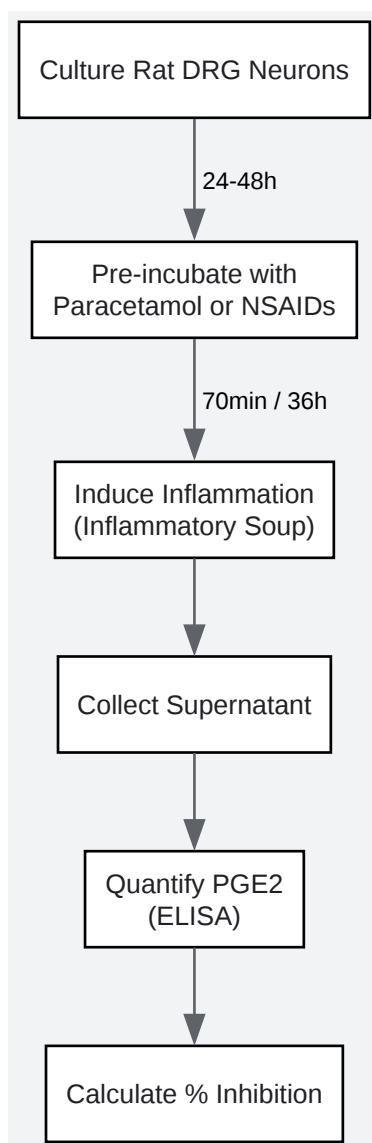 Culture Rat DRG Neurons
24-48h
Pre-incubate with
Paracetamol or NSAIDs
70min / 36h
Induce Inflammation
(Inflammatory Soup)
Collect Supernatant
Quantify PGE2
(ELISA)
Calculate % Inhibition